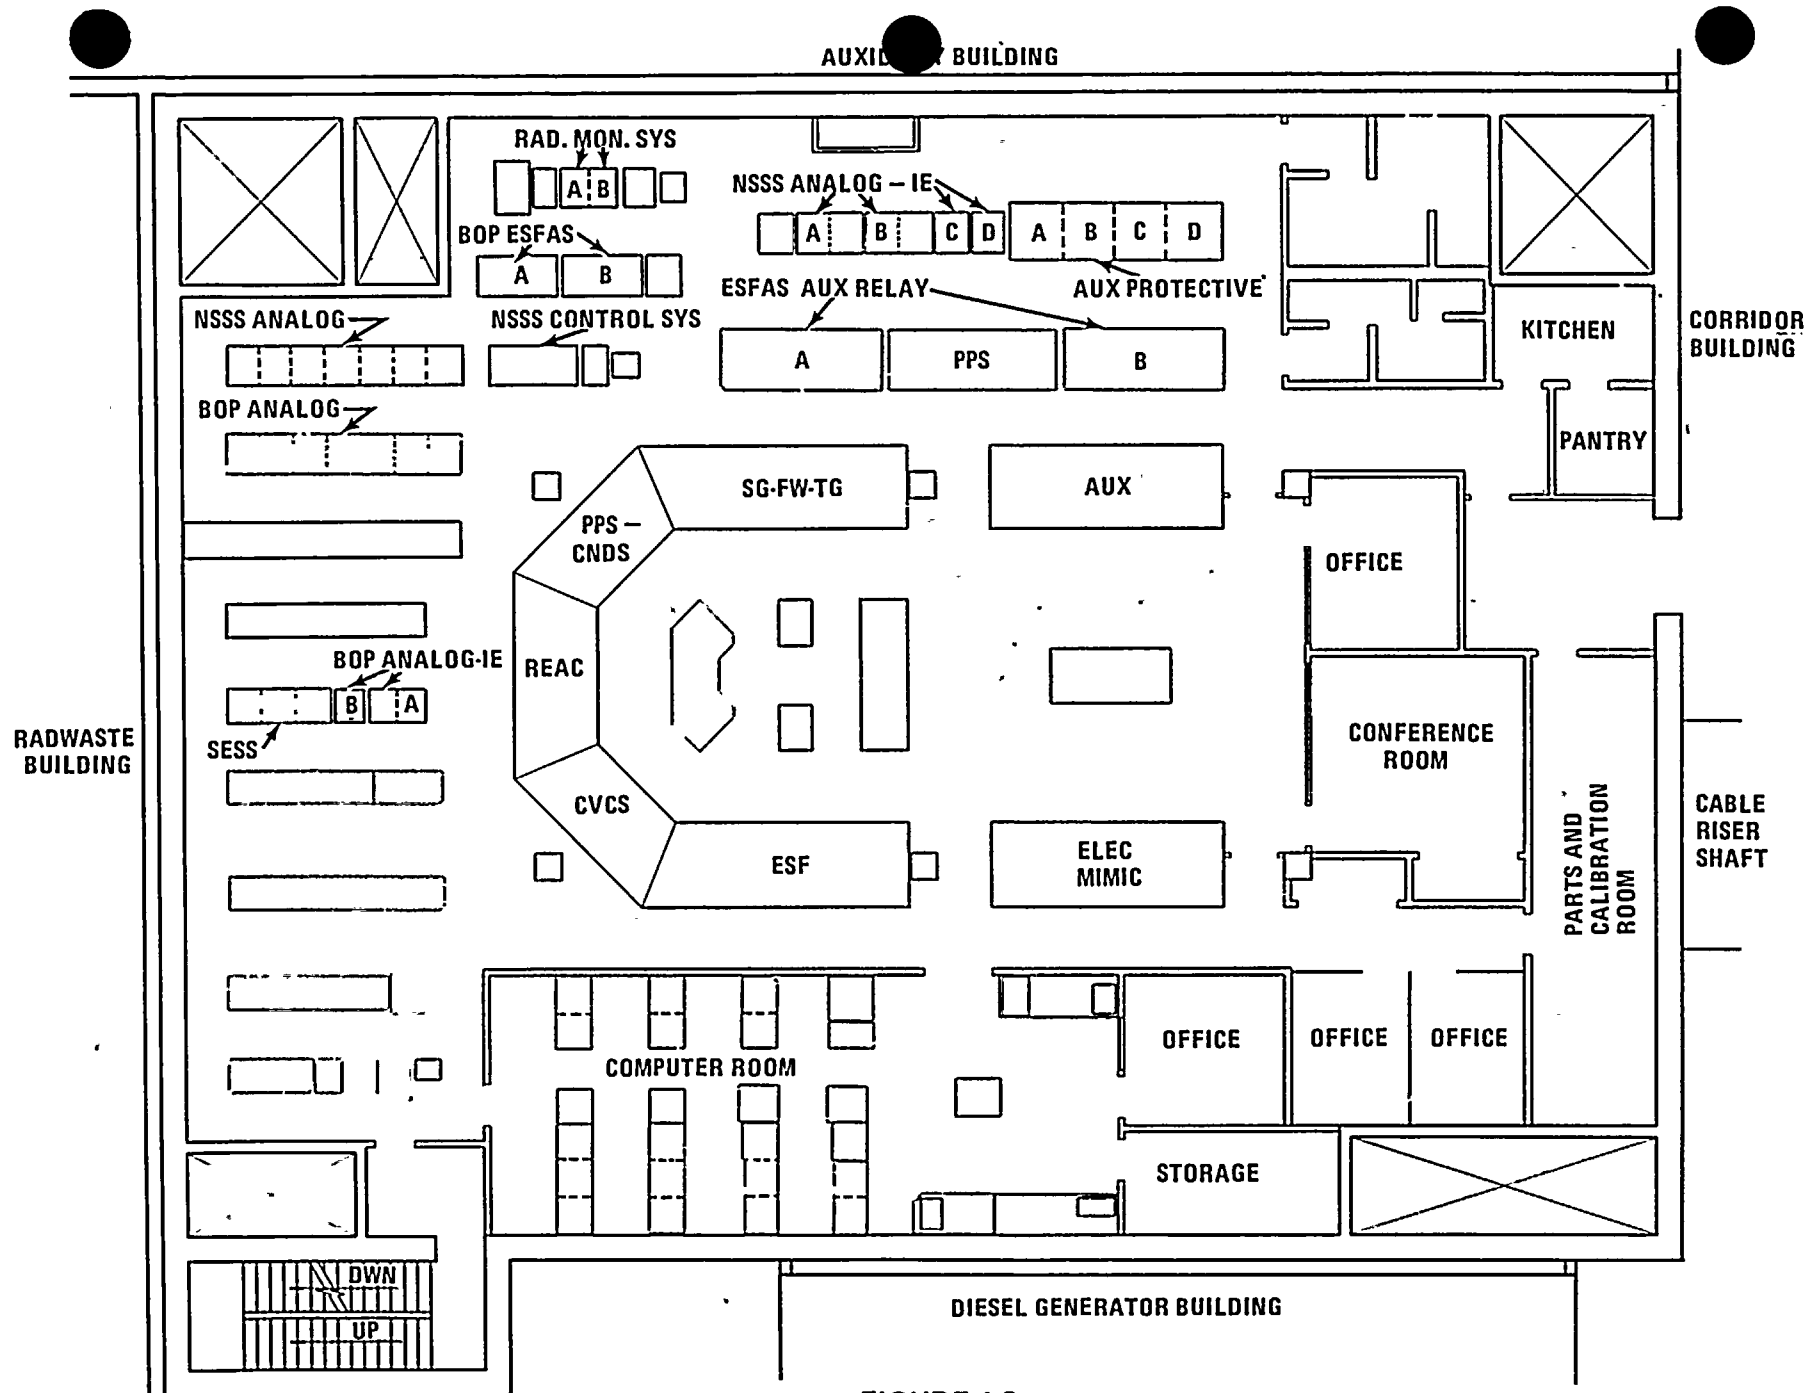 BUILDING
RAD. MON. SYS
A B
NSSS ANALOG - IE
A B C D
A B C D
AUX PROTECTIVE
BOP ESFAS
A B
ESFAS AUX RELAY
A PPS B
NSSS ANALOG
NSSS CONTROL SYS
KITCHEN
CORRIDOR
BUILDING
BOP ANALOG
PANTRY
SG-FW-TG
AUX
PPS -
CNDS
OFFICE
BOP ANALOG-IE
B A
SESS
REAC
RADWASTE
BUILDING
CONFERENCE
ROOM
CVCS
ESF
ELEC
MIMIC
PARTS AND
CALIBRATION
ROOM
CABLE
RISER
SHAFT
COMPUTER ROOM
OFFICE
OFFICE
OFFICE
STORAGE
DWN
UP
DIESEL GENERATOR BUILDING